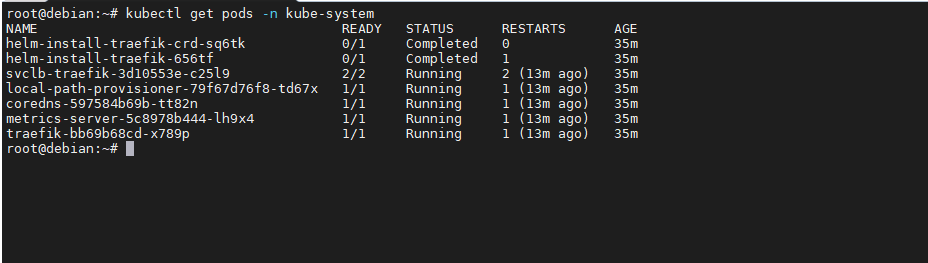 root@debian:~# kubectl get pods -n kube-system
NAME READY STATUS RESTARTS AGE
helm-install-traefik-crd-sq6tk 0/1 Completed 0 35m
helm-install-traefik-656tf 0/1 Completed 1 35m
svclb-traefik-3d10553e-c25l9 2/2 Running 2 (13m ago) 35m
local-path-provisioner-79f67d76f8-td67x 1/1 Running 1 (13m ago) 35m
coredns-597584b69b-tt82n 1/1 Running 1 (13m ago) 35m
metrics-server-5c8978b444-lh9x4 1/1 Running 1 (13m ago) 35m
traefik-bb69b68cd-x789p 1/1 Running 1 (13m ago) 35m
root@debian:~#